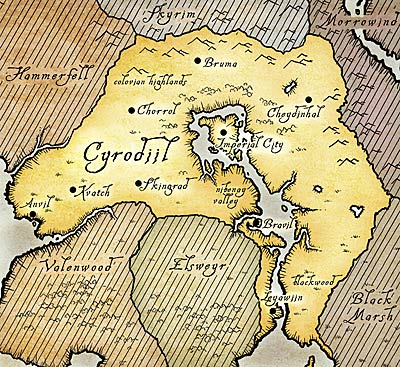 Skyrim
Morrowind
Hammerfell
Bruma
colovian highlands
Chorrol
Cheydinhal
Imperial City
Cyrodiil
Kvatch
Skingrad
nibenay
valley
Anvil
Bravil
Valenwood
Elsweyr
blackwood
Leyawiin
Black
Marsh